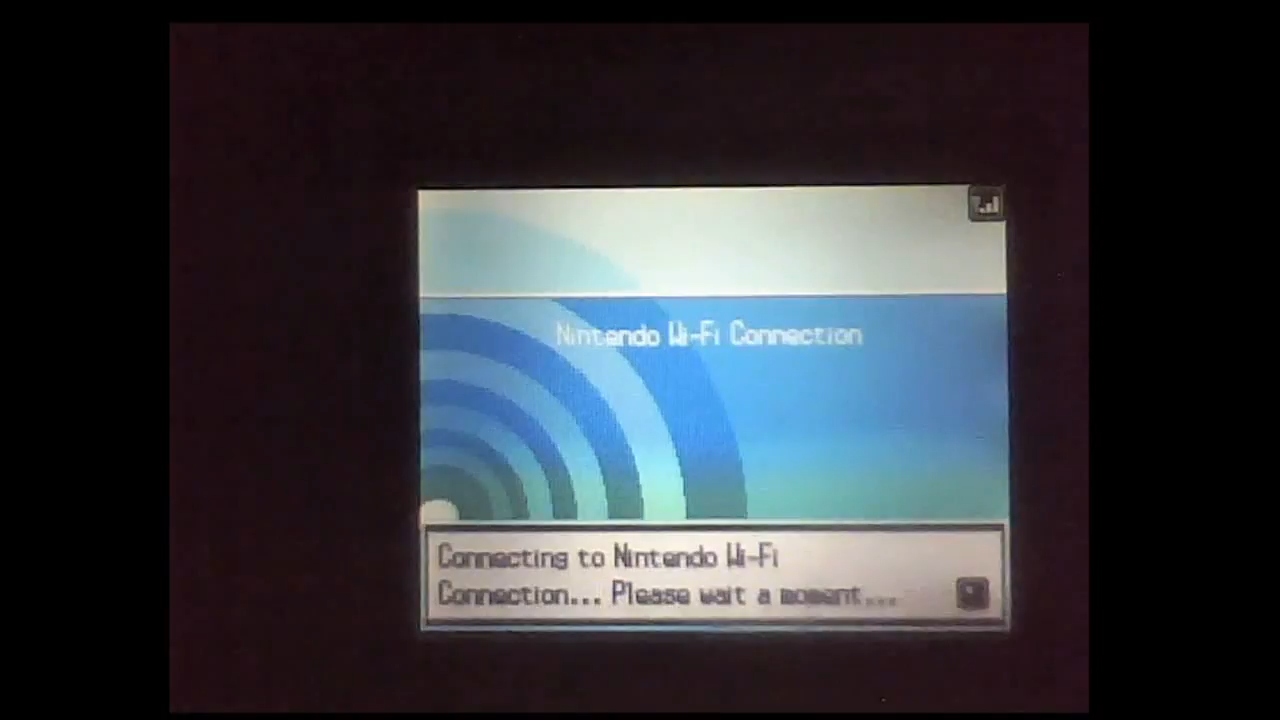 Nintendo Wi-Fi Connection
Connecting to Nintendo Wi-Fi
Connection... Please wait a moment...